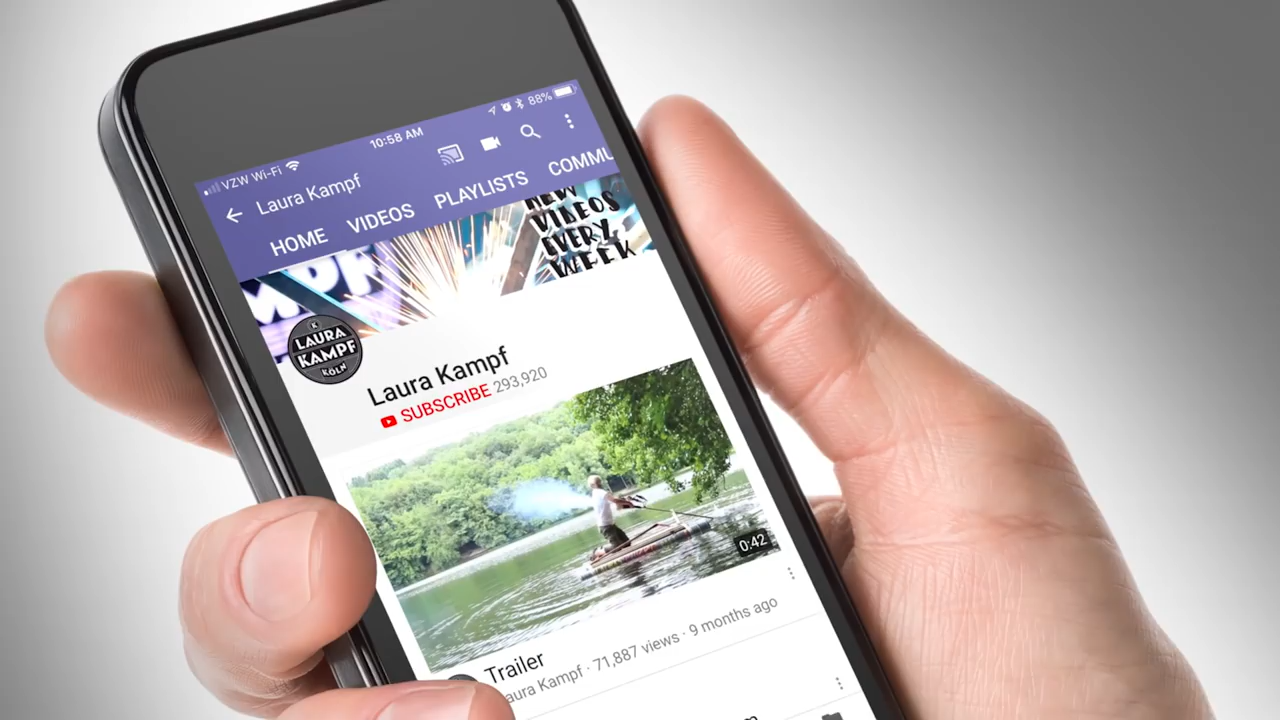 VZW Wi-Fi 10:58 AM 88%
Laura Kampf
HOME VIDEOS PLAYLISTS COMMU
NEW
VIDEOS
EVERY
WEEK
MPF
K
LAURA
KAMPF
KÖLN
Laura Kampf
SUBSCRIBE 293,920
0:42
Trailer
aura Kampf · 71,887 views · 9 months ago